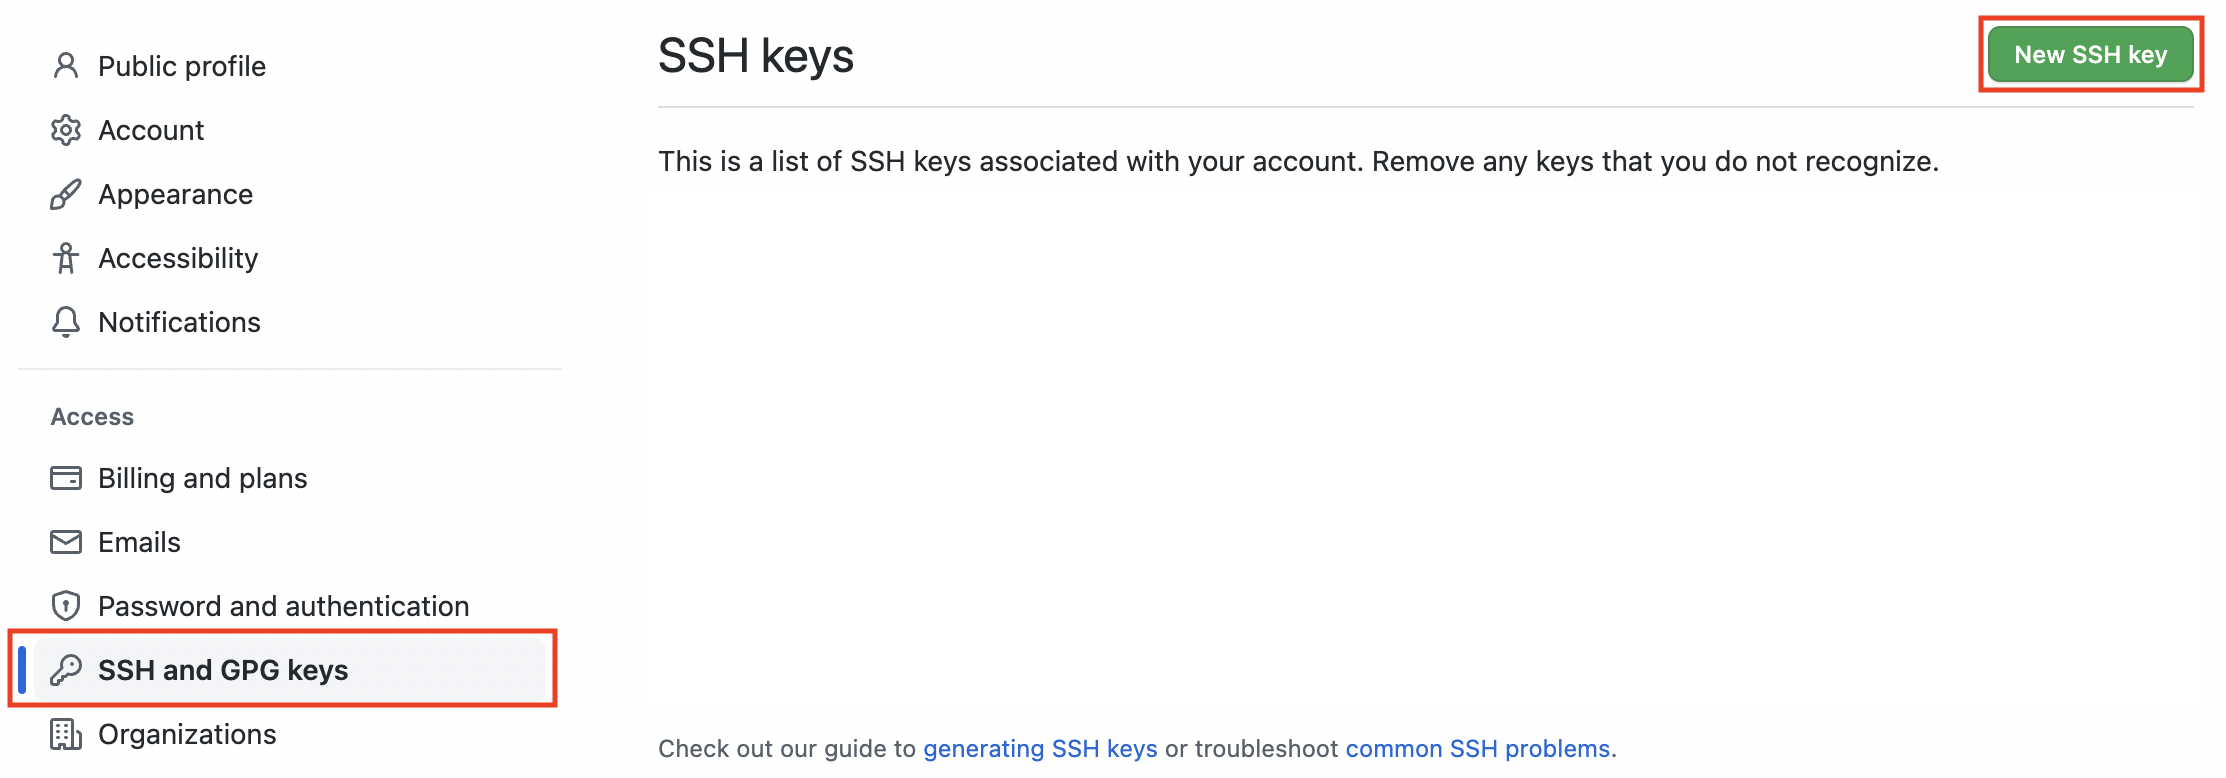 Public profile
Account
Appearance
Accessibility
Notifications
Access
Billing and plans
Emails
Password and authentication
SSH and GPG keys
Organizations
SSH keys
New SSH key
This is a list of SSH keys associated with your account. Remove any keys that you do not recognize.
Check out our guide to generating SSH keys or troubleshoot common SSH problems.